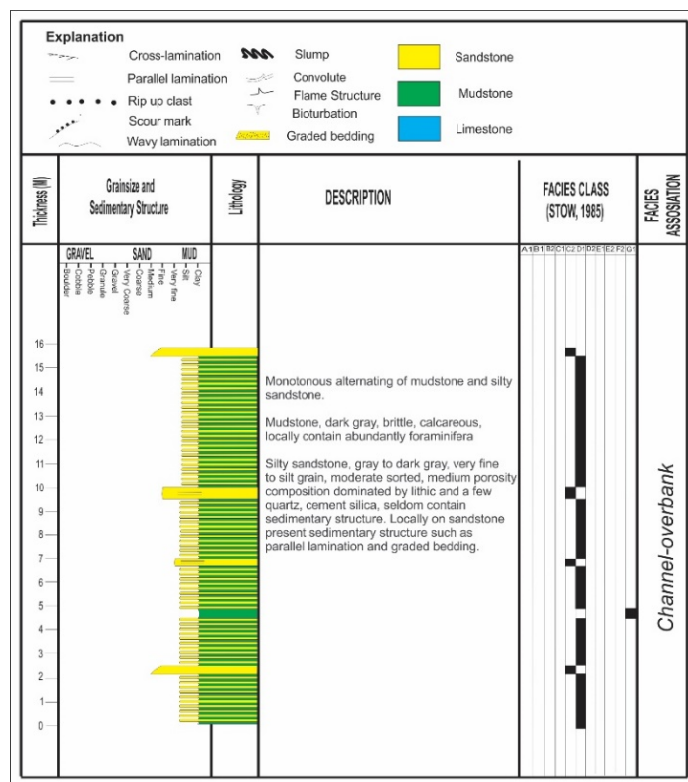 Explanation
Cross-lamination
Parallel lamination
Rip up clast
Scour mark
Wavy lamination
Slump
Convolute
Flame Structure
Bioturbation
Graded bedding
Sandstone
Mudstone
Limestone
Thickness (M)
Grainsize and
Sedimentary Structure
Lithology
DESCRIPTION
FACIES CLASS
(STOW, 1985)
FACIES
ASSOSIATION
GRAVEL SAND MUD
Boulder
Cobble
Pebble
Granule
Gravel
Very Coarse
Coarse
Medium
Fine
Very fine
Silt
Clay
A1 B1 B2 C1 C2 D1 D2 E1 E2 F2 G1
16
15
14
13
12
11
10
9
8
7
6
5
4
3
2
1
0
Monotonous alternating of mudstone and silty
sandstone.
Mudstone, dark gray, brittle, calcareous,
locally contain abundantly foraminifera
Silty sandstone, gray to dark gray, very fine
to silt grain, moderate sorted, medium porosity
composition dominated by lithic and a few
quartz, cement silica, seldom contain
sedimentary structure. Locally on sandstone
present sedimentary structure such as
parallel lamination and graded bedding.
Channel-overbank